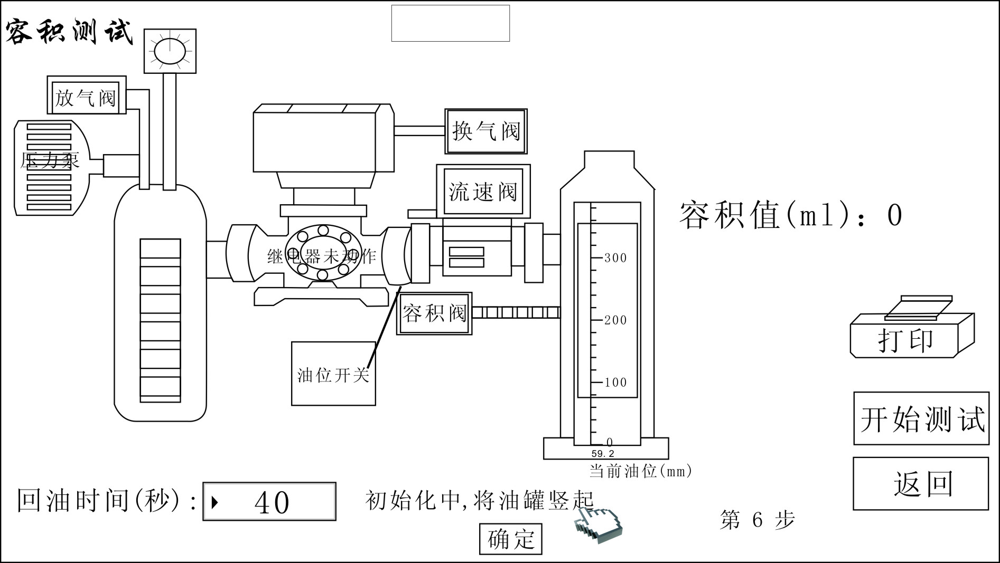 容积测试
放气阀
压力泵
换气阀
流速阀
继电器未动作
容积阀
油位开关
容积值(ml)：0
300
200
100
0
59.2
当前油位(mm)
打印
开始测试
返回
回油时间(秒)：
40
初始化中,将油罐竖起
确定
第 6 步